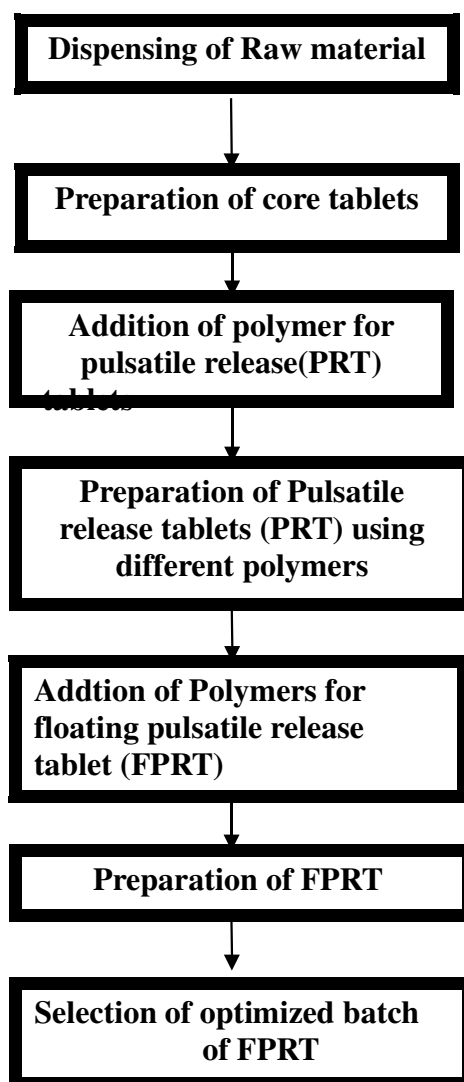 Dispensing of Raw material
Preparation of core tablets
Addition of polymer for
pulsatile release(PRT)
tablets
Preparation of Pulsatile
release tablets (PRT) using
different polymers
Addtion of Polymers for
floating pulsatile release
tablet (FPRT)
Preparation of FPRT
Selection of optimized batch
of FPRT